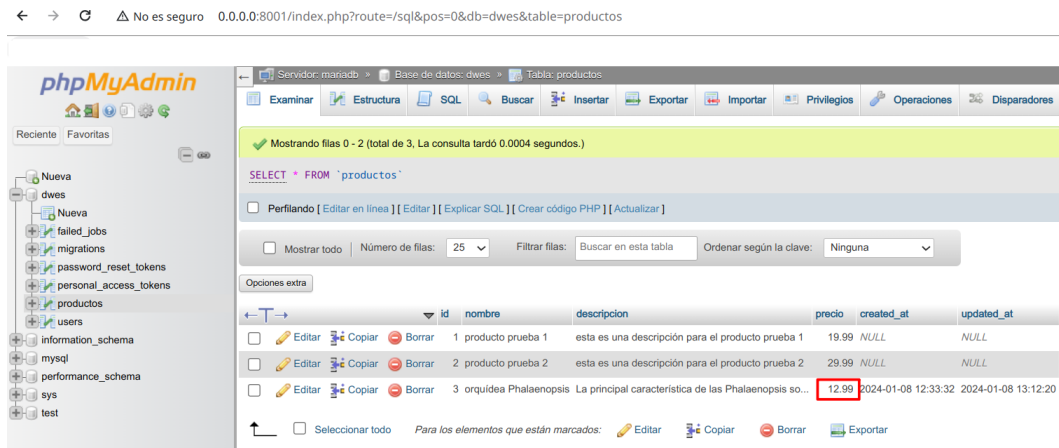 No es seguro 0.0.0.0:8001/index.php?route=/sql&pos=0&db=dwes&table=productos
phpMyAdmin
Reciente Favoritas
Nueva
dwes
Nueva
failed_jobs
migrations
password_reset_tokens
personal_access_tokens
productos
users
information_schema
mysql
performance_schema
sys
test
Servidor: mariadb » Base de datos: dwes » Tabla: productos
Examinar Estructura SQL Buscar Insertar Exportar Importar Privilegios Operaciones Disparadores
Mostrando filas 0 - 2 (total de 3, La consulta tardó 0.0004 segundos.)
SELECT * FROM `productos`
Perfilando [ Editar en línea ] [ Editar ] [ Explicar SQL ] [ Crear código PHP ] [ Actualizar ]
Mostrar todo Número de filas: 25 Filtrar filas: Buscar en esta tabla Ordenar según la clave: Ninguna
Opciones extra
id nombre descripcion precio created_at updated_at
Editar Copiar Borrar 1 producto prueba 1 esta es una descripción para el producto prueba 1 19.99 NULL NULL
Editar Copiar Borrar 2 producto prueba 2 esta es una descripción para el producto prueba 2 29.99 NULL NULL
Editar Copiar Borrar 3 orquídea Phalaenopsis La principal característica de las Phalaenopsis so... 12.99 2024-01-08 12:33:32 2024-01-08 13:12:20
Seleccionar todo Para los elementos que están marcados: Editar Copiar Borrar Exportar